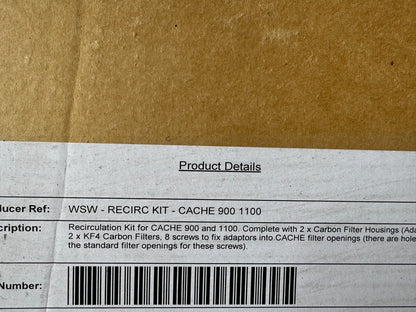 Product Details
ducer Ref: WSW - RECIRC KIT - CACHE 900 1100
cription: Recirculation Kit for CACHE 900 and 1100. Complete with 2 x Carbon Filter Housings (Ada
2 x KF4 Carbon Filters, 8 screws to fix adaptors into CACHE filter openings (there are hole
the standard filter openings for these screws).
Number: